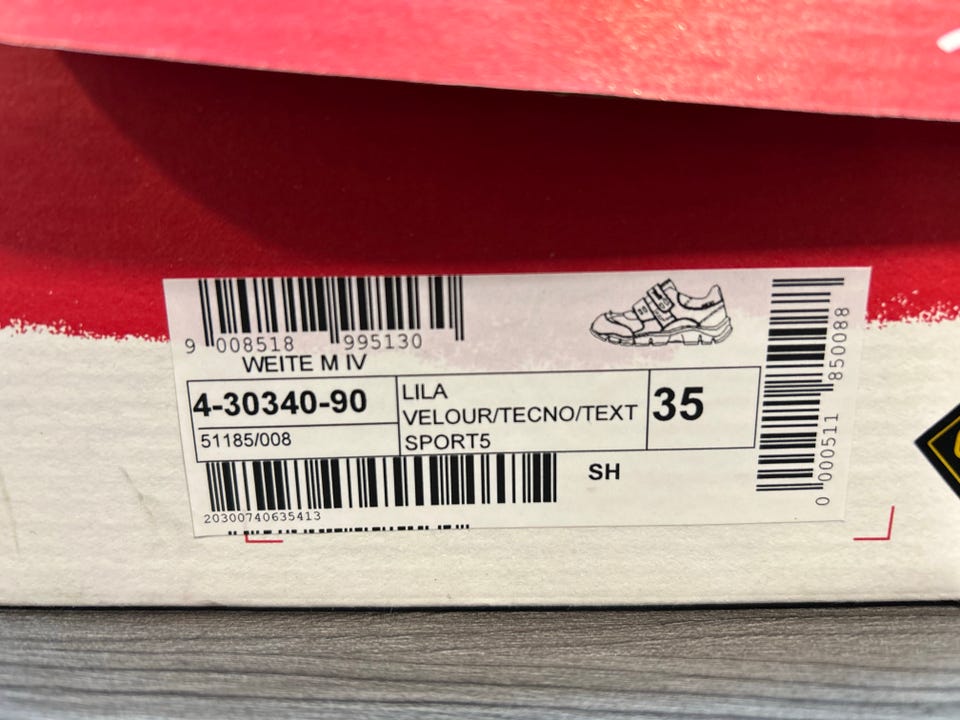 9 008518 995130
WEITE M IV
4-30340-90
51185/008
LILA
VELOUR/TECNO/TEXT
SPORT5
35
SH
20300740635413
0 000511 850088